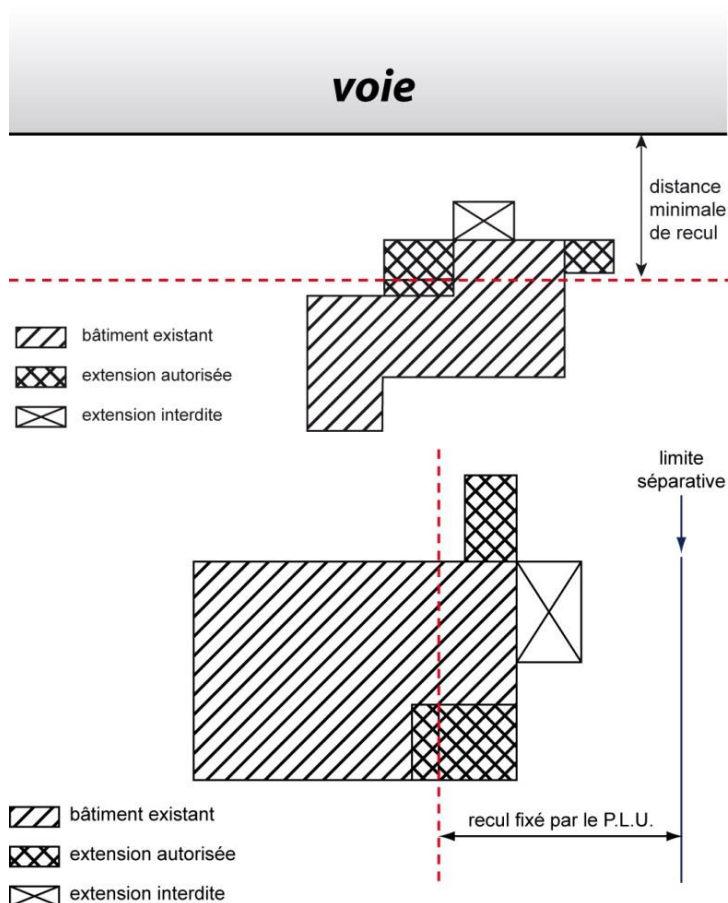 voie
distance
minimale
de recul
bâtiment existant
extension autorisée
extension interdite
limite
séparative
bâtiment existant
recul fixé par le P.L.U.
extension autorisée
extension interdite